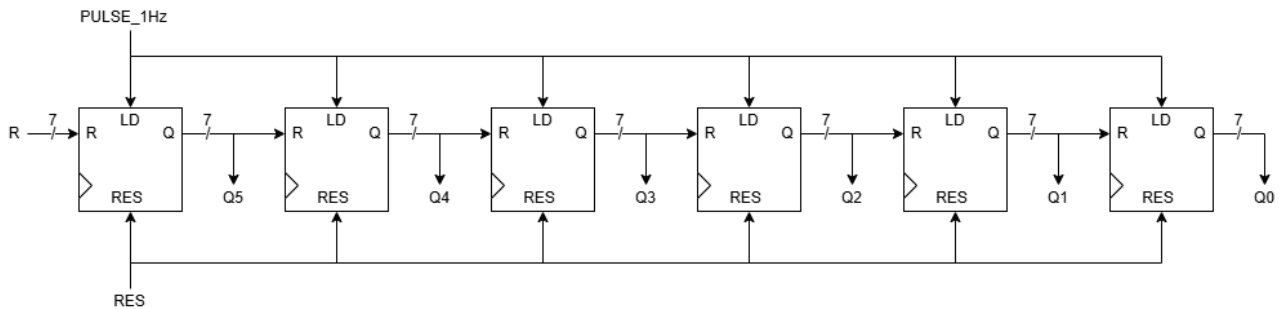 PULSE_1Hz
R 7 R LD Q RES 7 Q5
R LD Q RES 7 Q4
R LD Q RES 7 Q3
R LD Q RES 7 Q2
R LD Q RES 7 Q1
R LD Q RES 7 Q0
RES